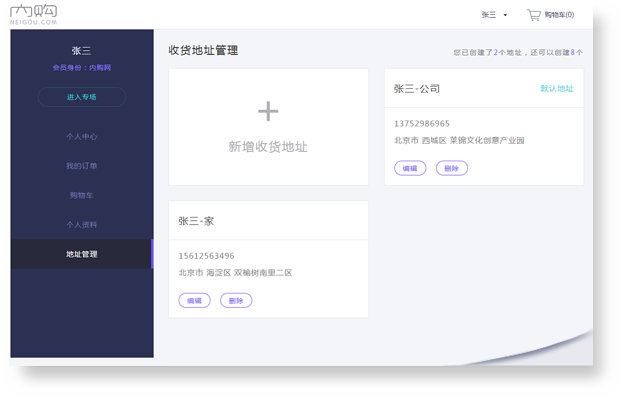 内购
NEIGOU.COM
张三
购物车(0)
张三
会员身份：内购网
进入专场
个人中心
我的订单
购物车
个人资料
地址管理
收货地址管理
您已创建了2个地址，还可以创建8个
新增收货地址
张三-公司
默认地址
13752986965
北京市 西城区 莱锦文化创意产业园
编辑
删除
张三-家
15612563496
北京市 海淀区 双榆树南里二区
编辑
删除